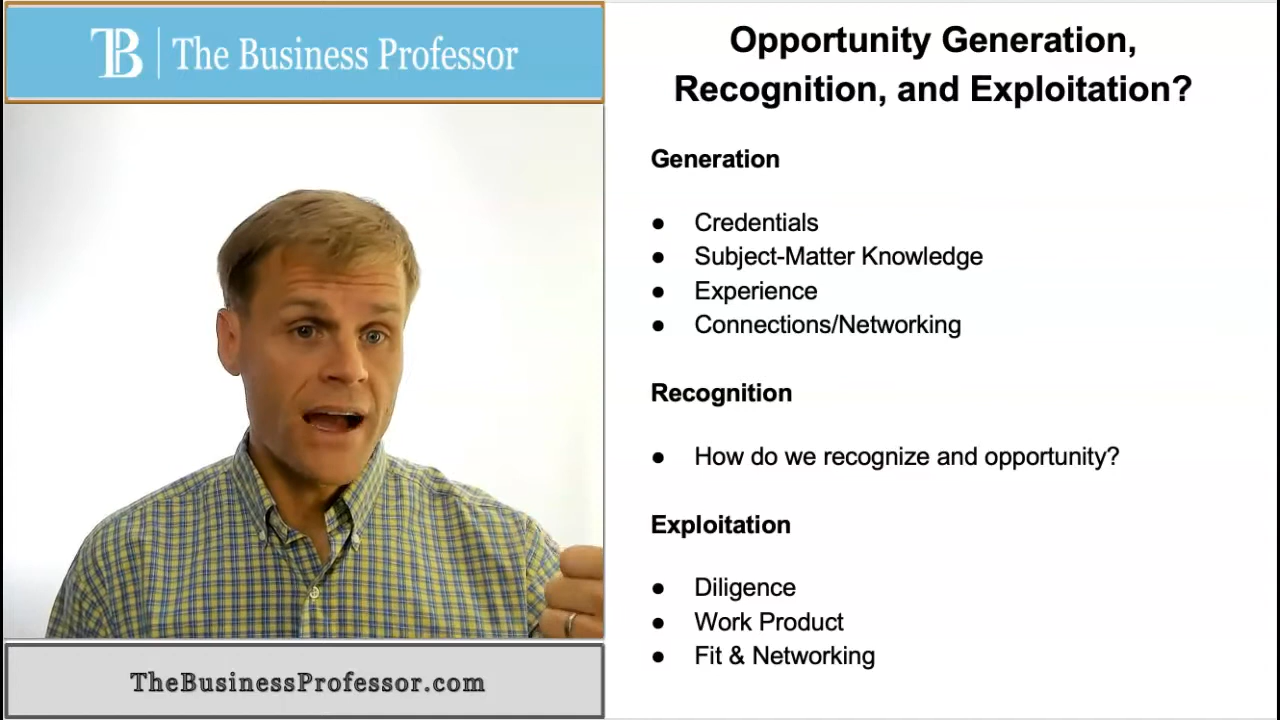 TB | The Business Professor
Opportunity Generation,
Recognition, and Exploitation?
Generation
● Credentials
● Subject-Matter Knowledge
● Experience
● Connections/Networking
Recognition
● How do we recognize and opportunity?
Exploitation
● Diligence
● Work Product
● Fit & Networking
TheBusinessProfessor.com